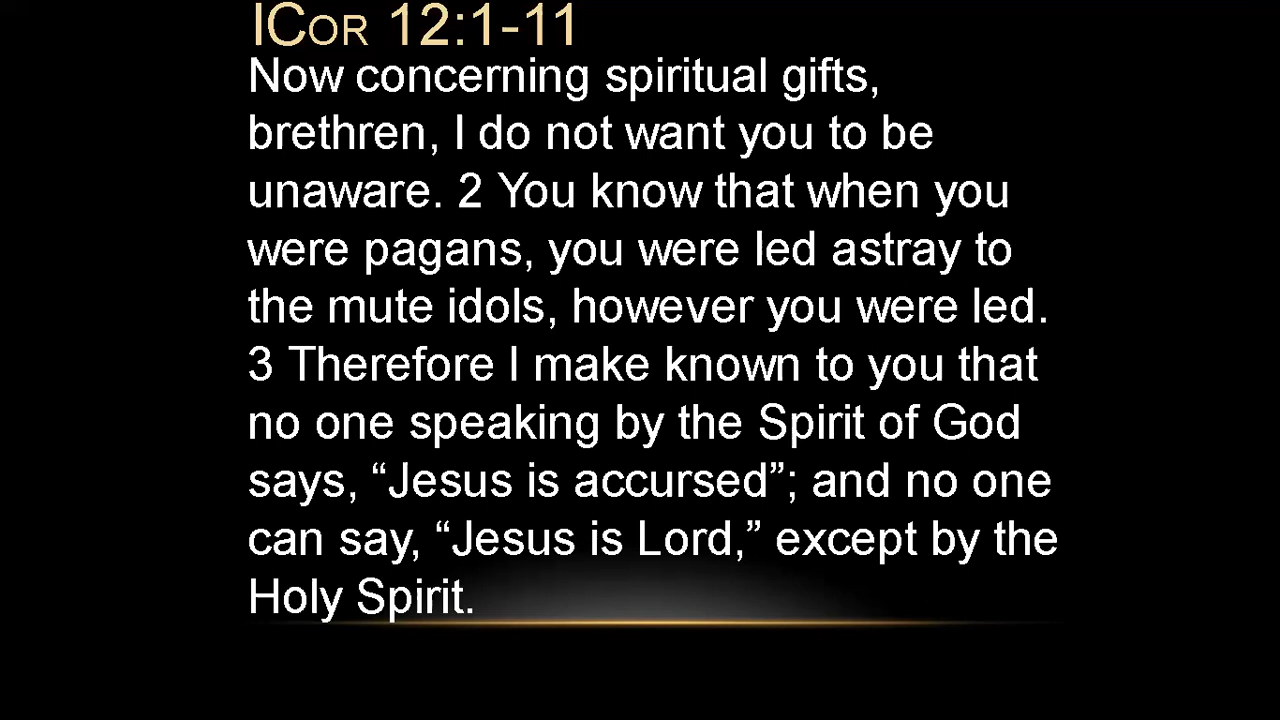 ICor 12:1-11
Now concerning spiritual gifts,
brethren, I do not want you to be
unaware. 2 You know that when you
were pagans, you were led astray to
the mute idols, however you were led.
3 Therefore I make known to you that
no one speaking by the Spirit of God
says, “Jesus is accursed”; and no one
can say, “Jesus is Lord,” except by the
Holy Spirit.